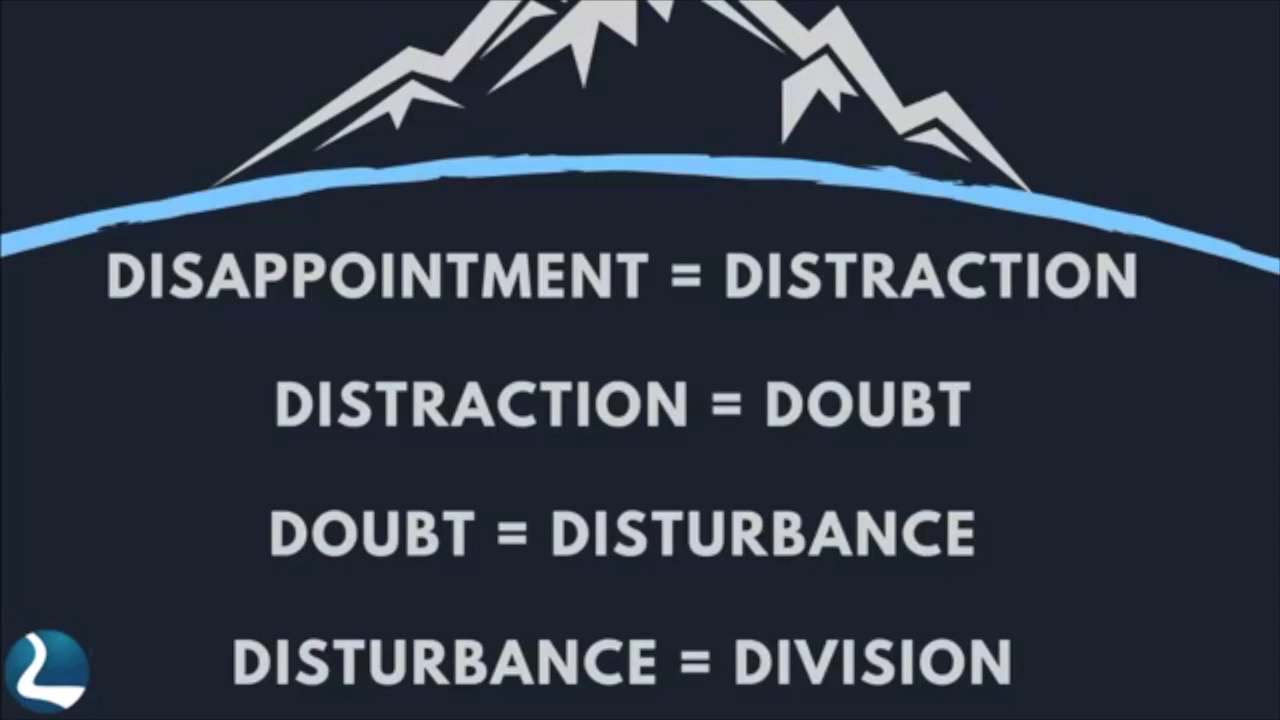 DISAPPOINTMENT = DISTRACTION
DISTRACTION = DOUBT
DOUBT = DISTURBANCE
DISTURBANCE = DIVISION